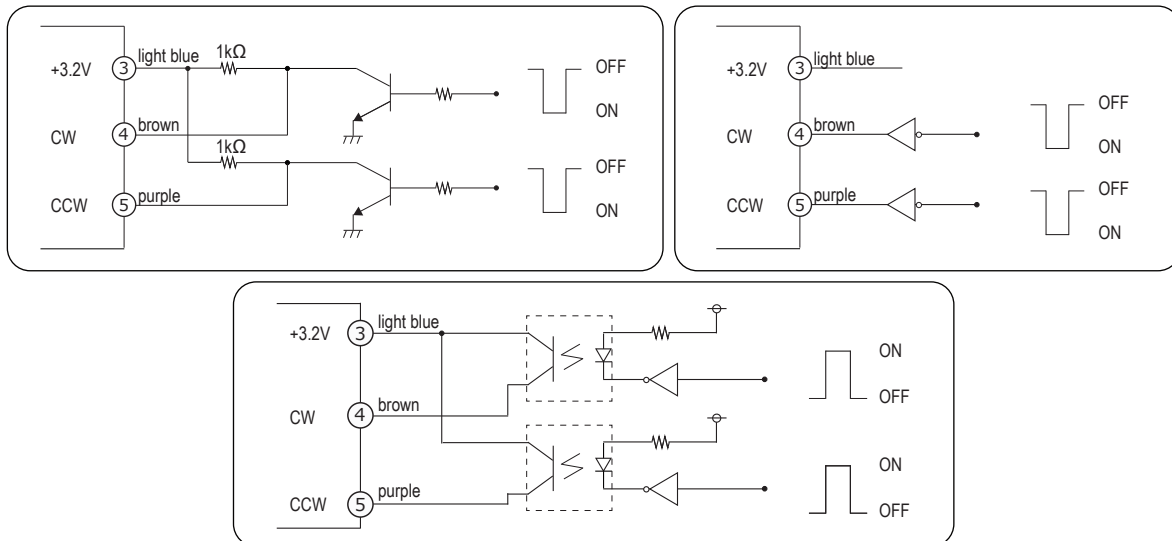 light blue 1kΩ
+3.2V 3 OFF
ON
CW 4 brown
1kΩ
OFF
CCW 5 purple
ON
light blue
+3.2V 3
OFF
CW 4 brown
ON
OFF
CCW 5 purple
ON
+3.2V 3 light blue
ON
OFF
CW 4 brown
ON
CCW 5 purple
OFF